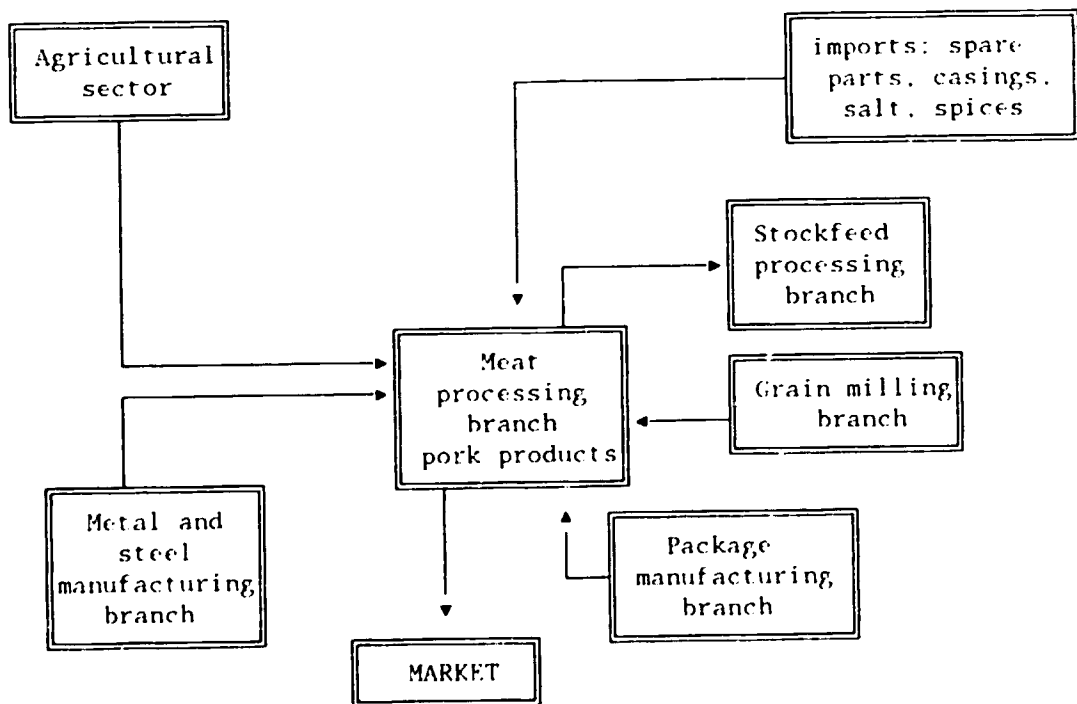 Agricultural
sector
imports: spare
parts, casings,
salt, spices
Stockfeed
processing
branch
Meat
processing
branch
pork products
Grain milling
branch
Metal and
steel
manufacturing
branch
Package
manufacturing
branch
MARKET